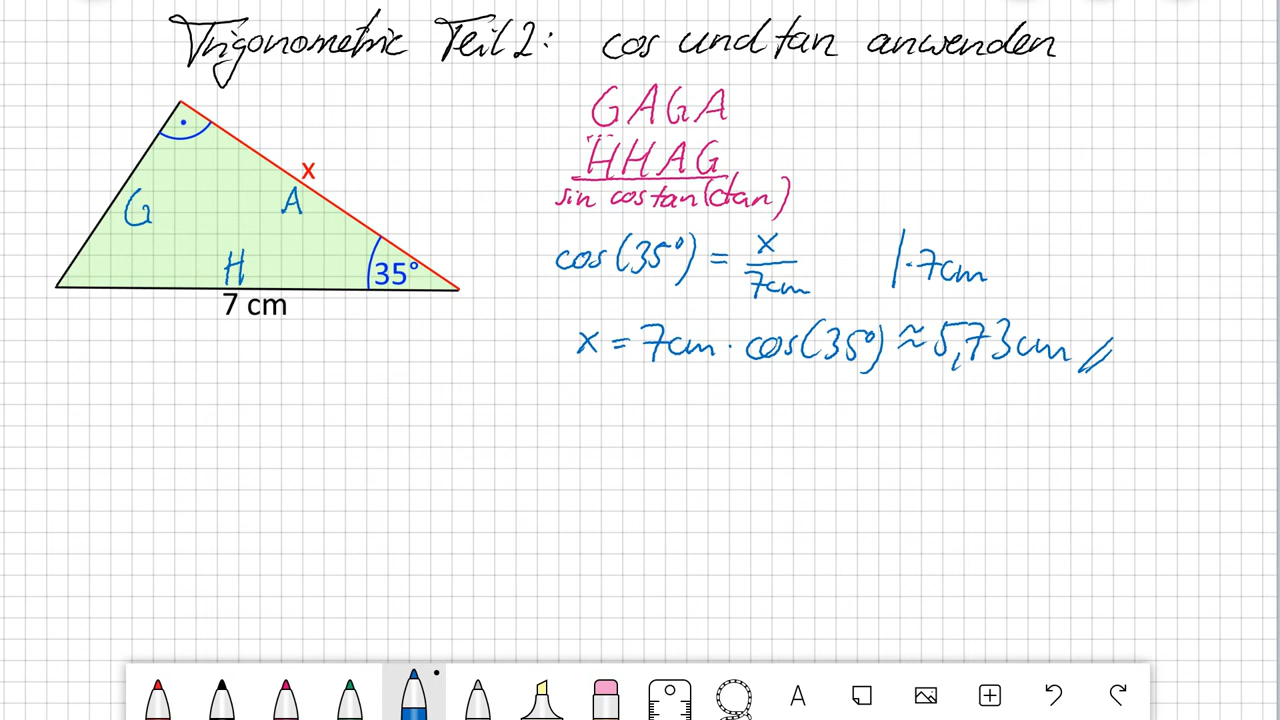 Trigonometrie Teil 2: cos und tan anwenden
GAGA
HHAG
sin cos tan (ctan)
x
G
A
H
35°
7 cm
cos(35°) = x/7cm |·7cm
x = 7cm · cos(35°) ≈ 5,73cm //
A